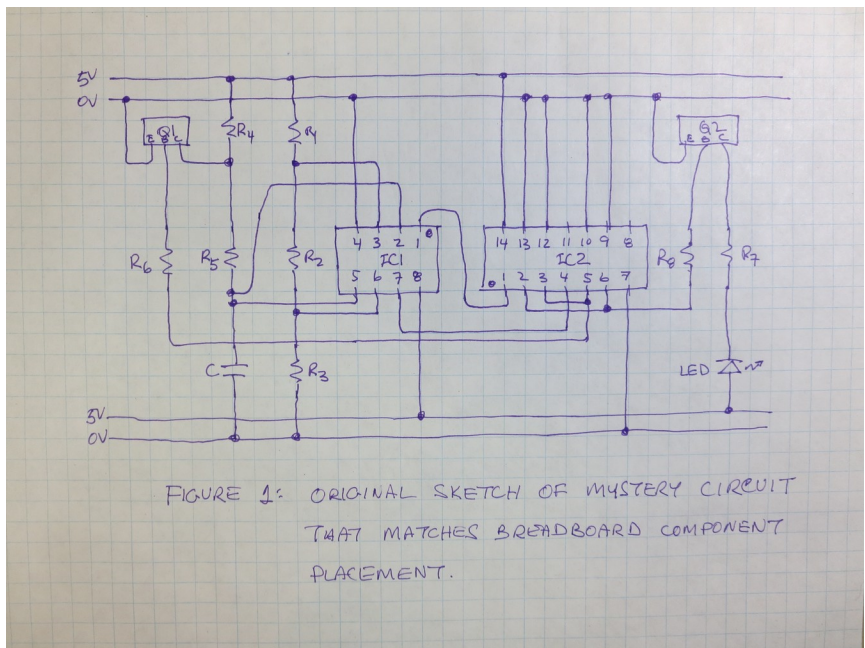 5V
0V
Q1
E B C
R4
R1
Q2
E B C
4 3 2 1
IC1
5 6 7 8
14 13 12 11 10 9 8
IC2
1 2 3 4 5 6 7
R6
R5
R2
R8
R7
C
R3
LED
5V
0V
FIGURE 1: ORIGINAL SKETCH OF MYSTERY CIRCUIT
THAT MATCHES BREADBOARD COMPONENT
PLACEMENT.